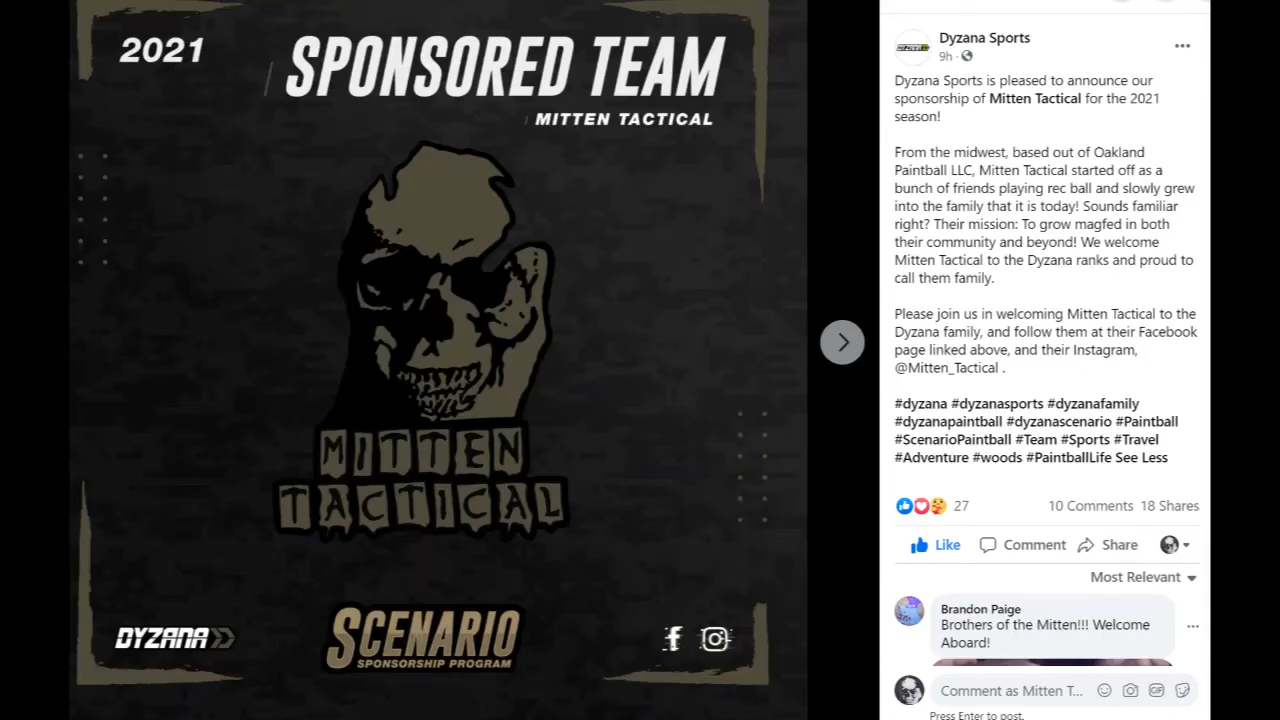 2021
SPONSORED TEAM
MITTEN TACTICAL
MITTEN
TACTICAL
DYZANA
SCENARIO
SPONSORSHIP PROGRAM
Dyzana Sports
9h ·
Dyzana Sports is pleased to announce our
sponsorship of Mitten Tactical for the 2021
season!
From the midwest, based out of Oakland
Paintball LLC, Mitten Tactical started off as a
bunch of friends playing rec ball and slowly grew
into the family that it is today! Sounds familiar
right? Their mission: To grow magfed in both
their community and beyond! We welcome
Mitten Tactical to the Dyzana ranks and proud to
call them family.
Please join us in welcoming Mitten Tactical to the
Dyzana family, and follow them at their Facebook
page linked above, and their Instagram,
@Mitten_Tactical .
#dyzana #dyzanasports #dyzanafamily
#dyzanapaintball #dyzanascenario #Paintball
#ScenarioPaintball #Team #Sports #Travel
#Adventure #woods #PaintballLife See Less
27 10 Comments 18 Shares
Like Comment Share
Most Relevant
Brandon Paige
Brothers of the Mitten!!! Welcome
Aboard!
Comment as Mitten T...
GIF
Press Enter to post.